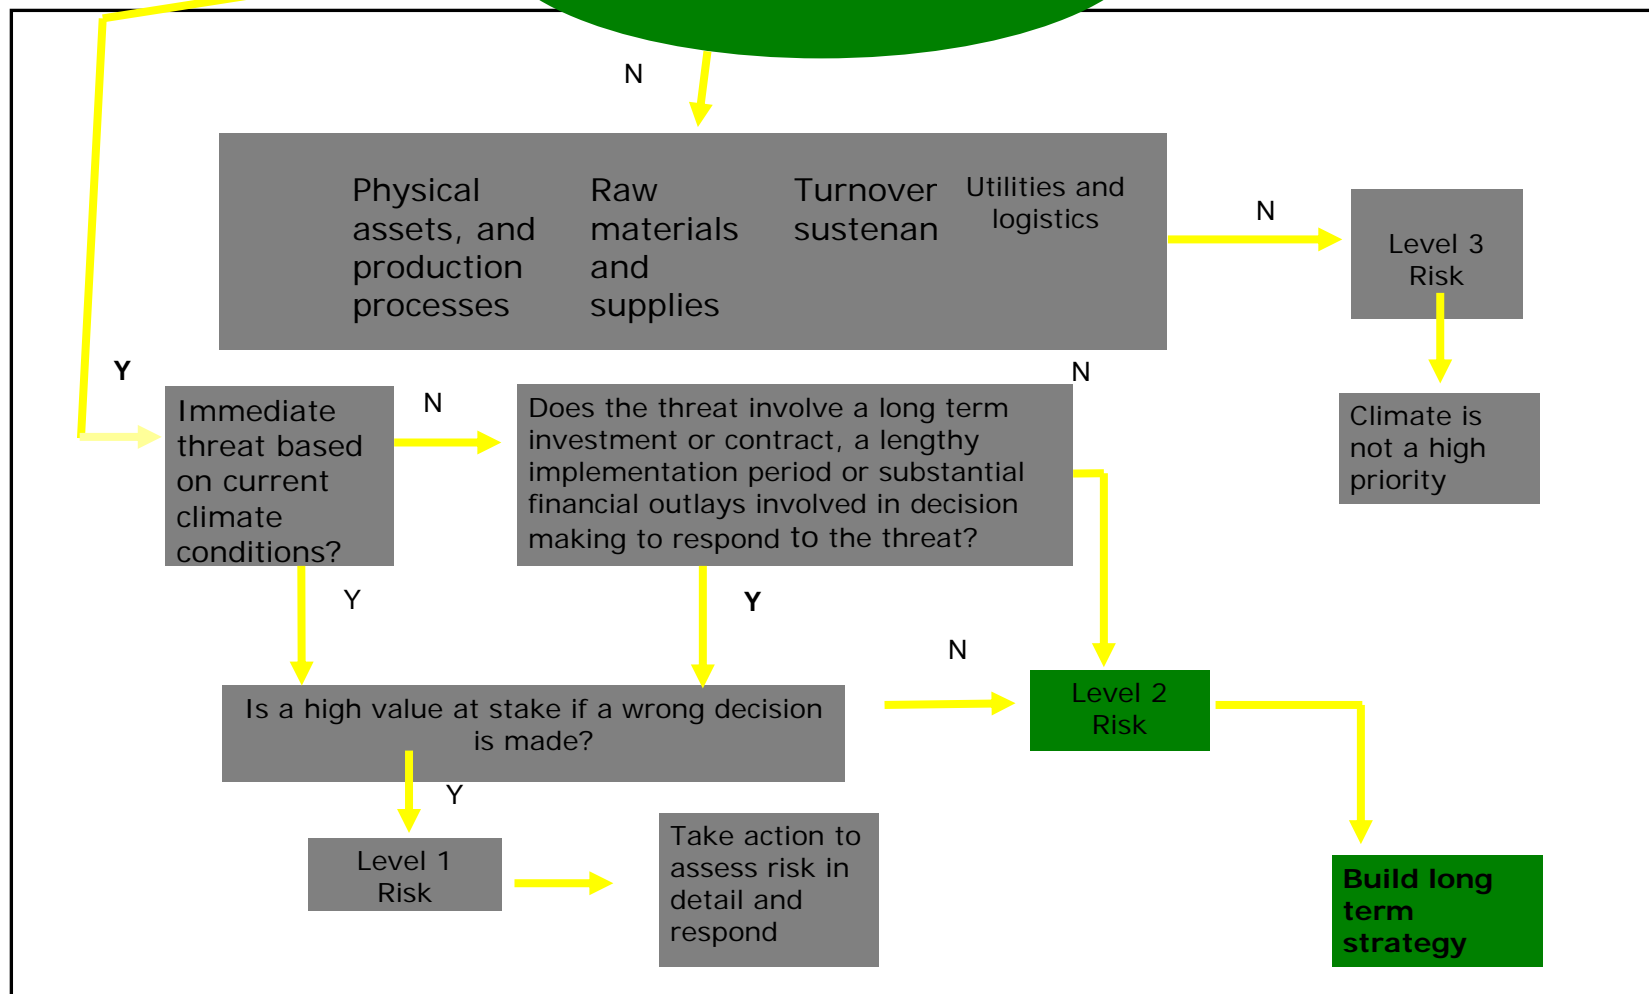 N
Physical
assets, and
production
processes
Raw
materials
and
supplies
Turnover
sustenan
Utilities and
logistics
N
Level 3
Risk
Y
N
Immediate
threat based
on current
climate
conditions?
N
Does the threat involve a long term
investment or contract, a lengthy
implementation period or substantial
financial outlays involved in decision
making to respond to the threat?
Climate is
not a high
priority
Y
Y
N
Is a high value at stake if a wrong decision
is made?
Level 2
Risk
Y
Level 1
Risk
Take action to
assess risk in
detail and
respond
Build long
term
strategy